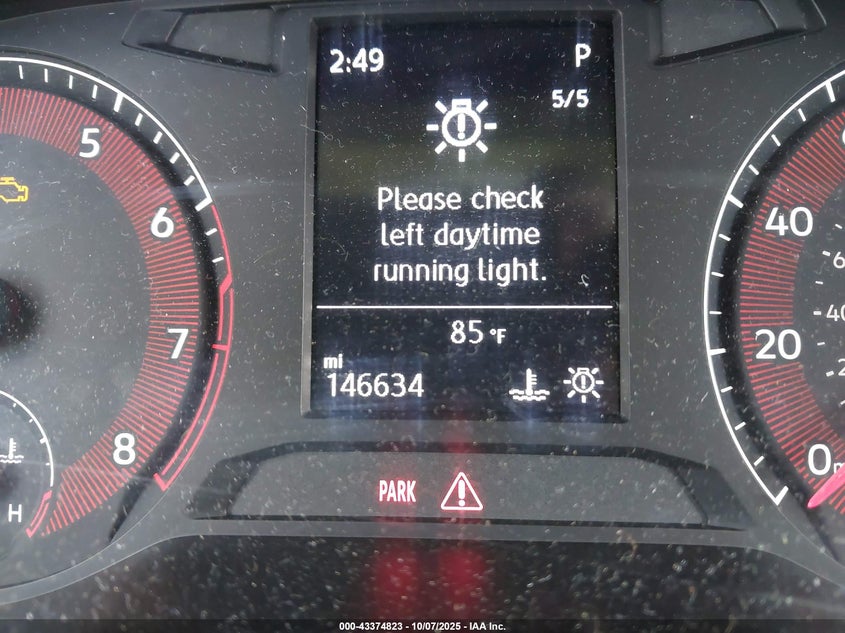 2:49 P
5/5
Please check
left daytime
running light.
85 °F
mi
146634
PARK
5
6
7
8
H
40
20
0
000-43374823 - 10/07/2025 - IAA Inc.